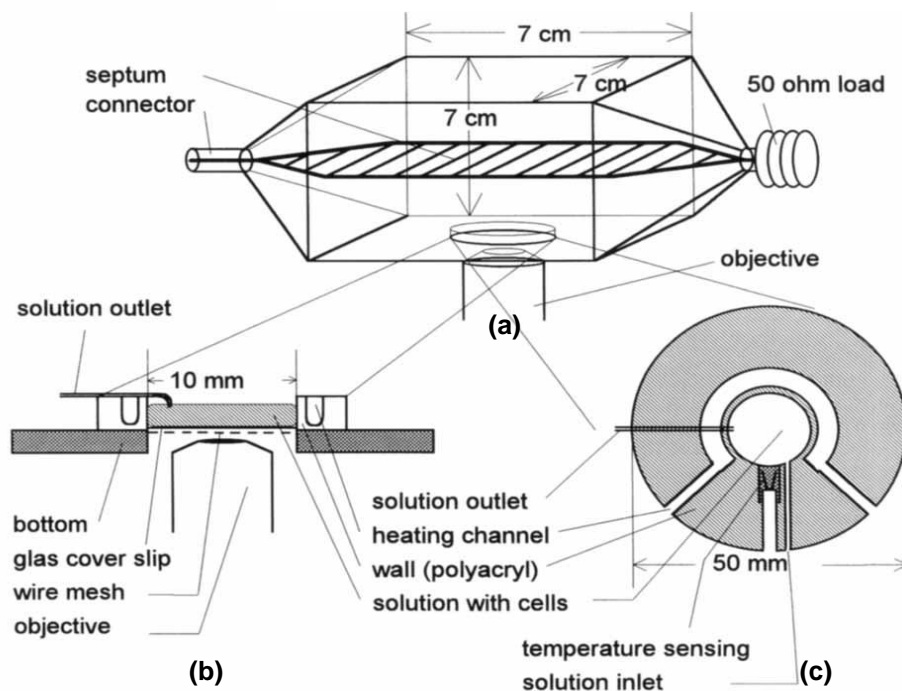 7 cm
septum
connector
7 cm
7 cm
50 ohm load
objective
(a)
solution outlet
10 mm
bottom
glas cover slip
wire mesh
objective
(b)
solution outlet
heating channel
wall (polyacryl)
solution with cells
50 mm
temperature sensing
solution inlet
(c)